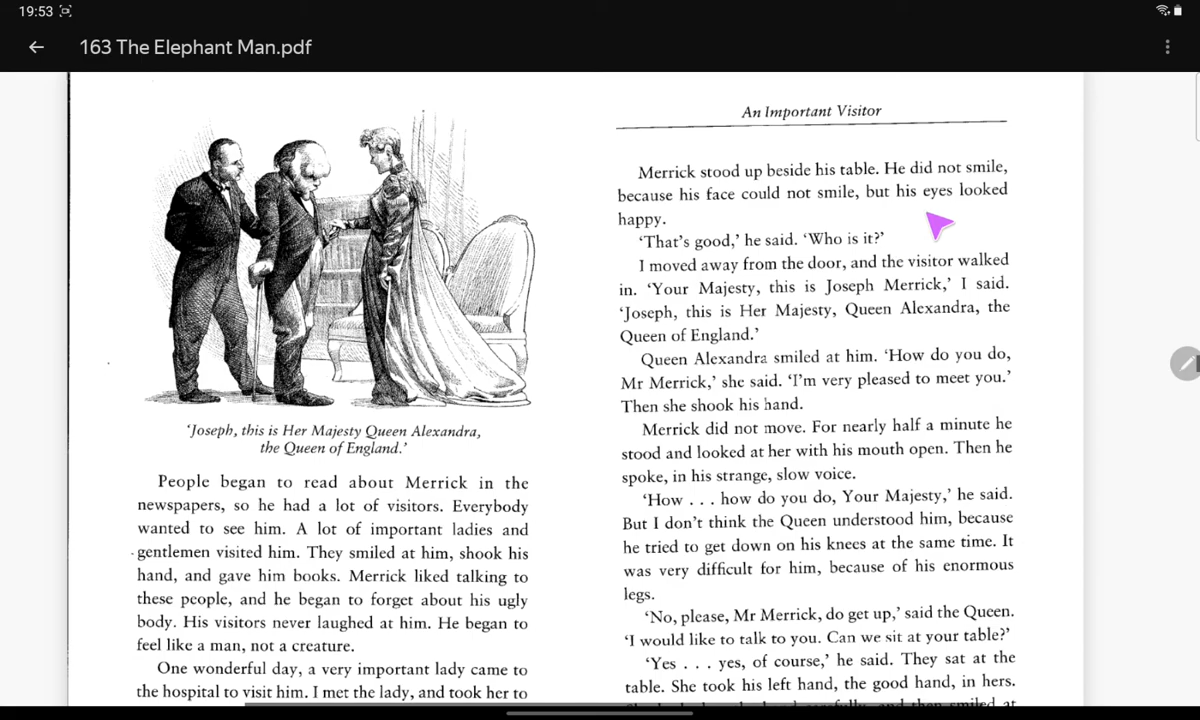 19:53
163 The Elephant Man.pdf
‘Joseph, this is Her Majesty Queen Alexandra,
the Queen of England.’
People began to read about Merrick in the
newspapers, so he had a lot of visitors. Everybody
wanted to see him. A lot of important ladies and
gentlemen visited him. They smiled at him, shook his
hand, and gave him books. Merrick liked talking to
these people, and he began to forget about his ugly
body. His visitors never laughed at him. He began to
feel like a man, not a creature.
One wonderful day, a very important lady came to
the hospital to visit him. I met the lady, and took her to
An Important Visitor
Merrick stood up beside his table. He did not smile,
because his face could not smile, but his eyes looked
happy.
‘That’s good,’ he said. ‘Who is it?’
I moved away from the door, and the visitor walked
in. ‘Your Majesty, this is Joseph Merrick,’ I said.
‘Joseph, this is Her Majesty, Queen Alexandra, the
Queen of England.’
Queen Alexandra smiled at him. ‘How do you do,
Mr Merrick,’ she said. ‘I’m very pleased to meet you.’
Then she shook his hand.
Merrick did not move. For nearly half a minute he
stood and looked at her with his mouth open. Then he
spoke, in his strange, slow voice.
‘How . . . how do you do, Your Majesty,’ he said.
But I don’t think the Queen understood him, because
he tried to get down on his knees at the same time. It
was very difficult for him, because of his enormous
legs.
‘No, please, Mr Merrick, do get up,’ said the Queen.
‘I would like to talk to you. Can we sit at your table?’
‘Yes . . . yes, of course,’ he said. They sat at the
table. She took his left hand, the good hand, in hers.